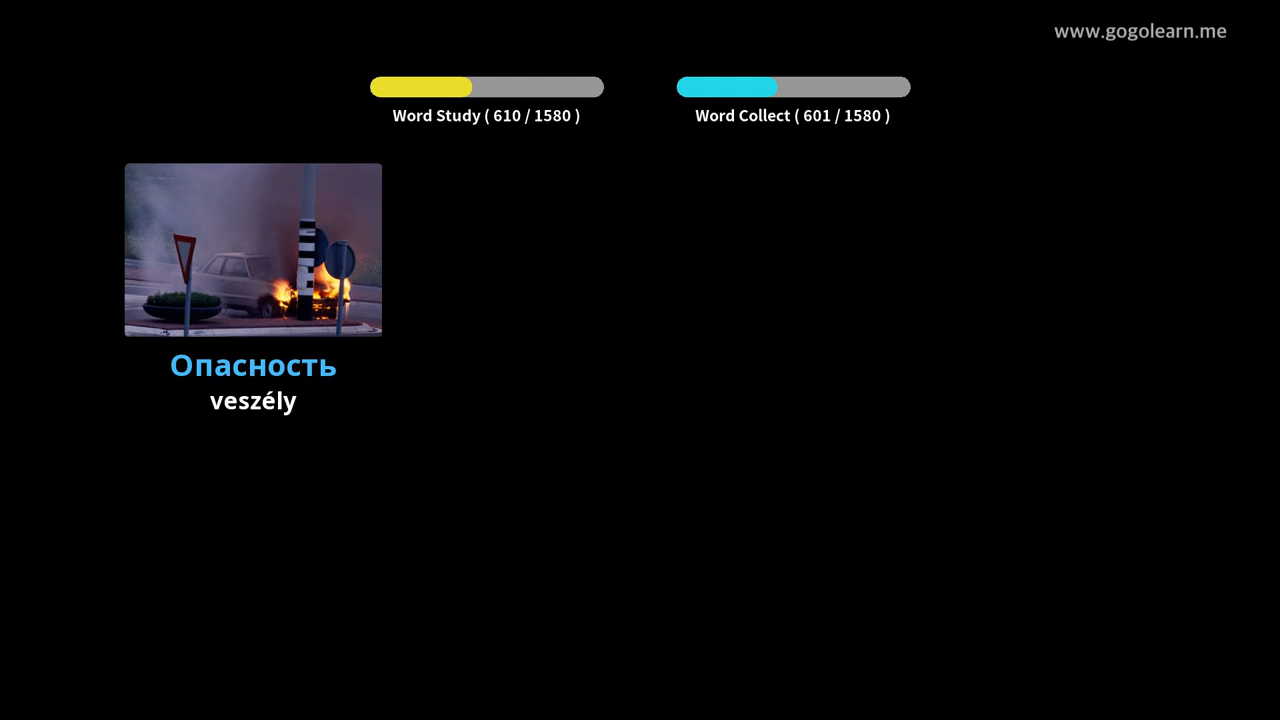 www.gogolearn.me
Word Study ( 610 / 1580 )
Word Collect ( 601 / 1580 )
Опасность
veszély